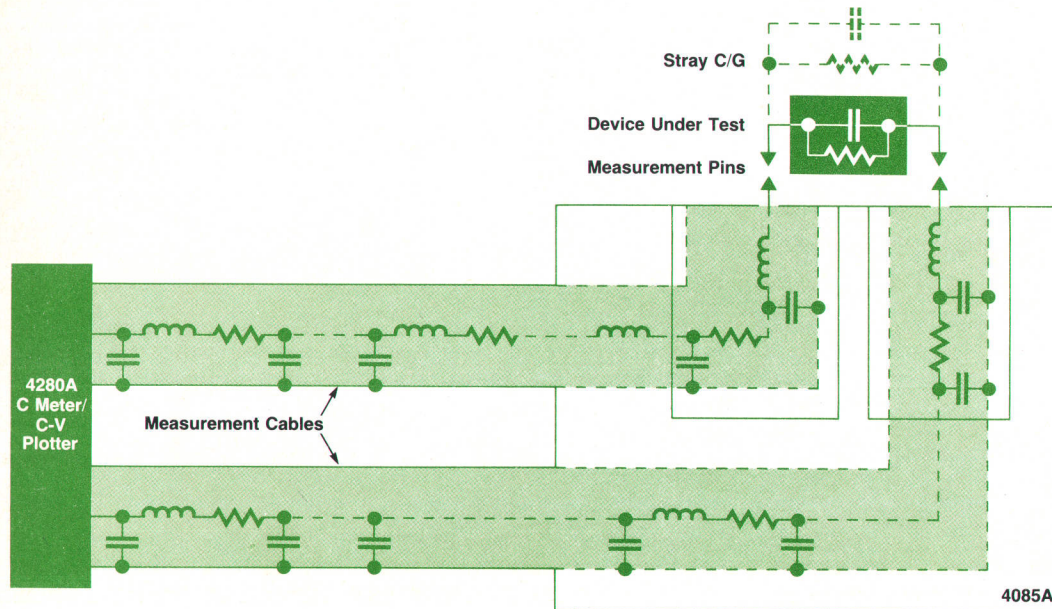 Stray C/G
Device Under Test
Measurement Pins
4280A
C Meter/
C-V
Plotter
Measurement Cables
4085A